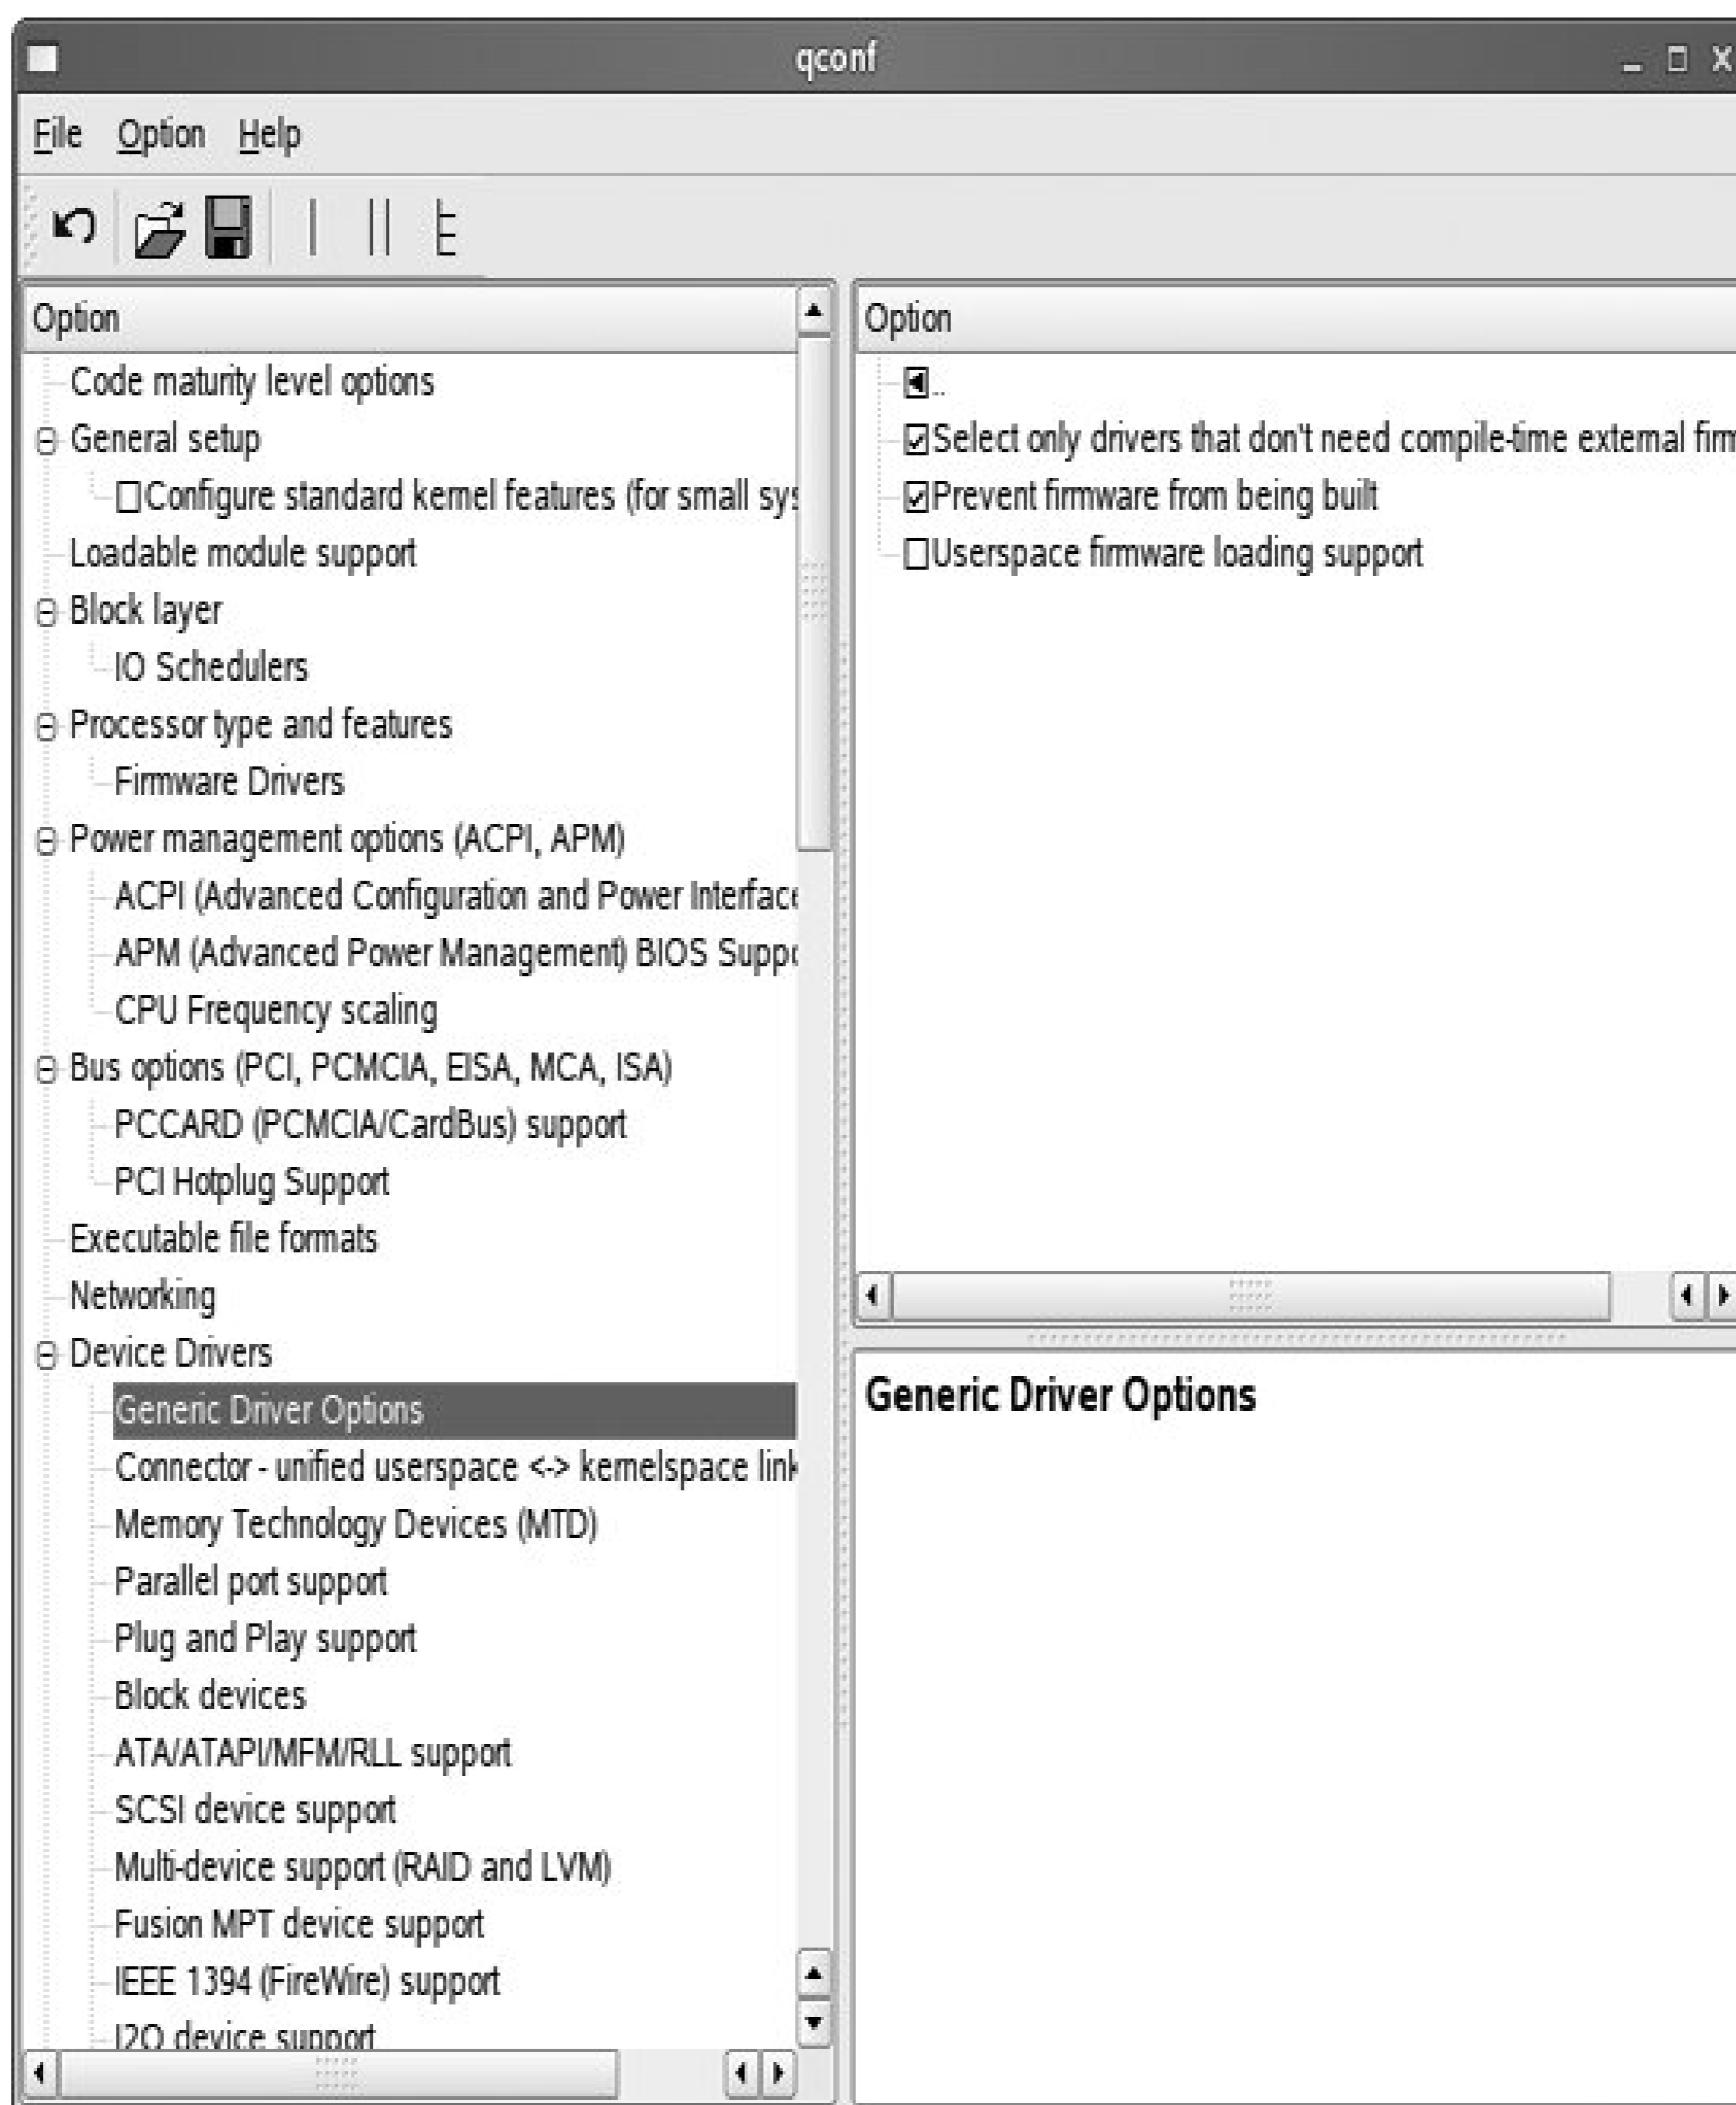 qconf
File Option Help
Option
Code maturity level options
General setup
Configure standard kernel features (for small sys
Loadable module support
Block layer
IO Schedulers
Processor type and features
Firmware Drivers
Power management options (ACPI, APM)
ACPI (Advanced Configuration and Power Interface
APM (Advanced Power Management) BIOS Suppo
CPU Frequency scaling
Bus options (PCI, PCMCIA, EISA, MCA, ISA)
PCCARD (PCMCIA/CardBus) support
PCI Hotplug Support
Executable file formats
Networking
Device Drivers
Generic Driver Options
Connector - unified userspace <-> kernelspace link
Memory Technology Devices (MTD)
Parallel port support
Plug and Play support
Block devices
ATA/ATAPI/MFM/RLL support
SCSI device support
Multi-device support (RAID and LVM)
Fusion MPT device support
IEEE 1394 (FireWire) support
I2O device support
Option
..
Select only drivers that don't need compile-time external firm
Prevent firmware from being built
Userspace firmware loading support
Generic Driver Options